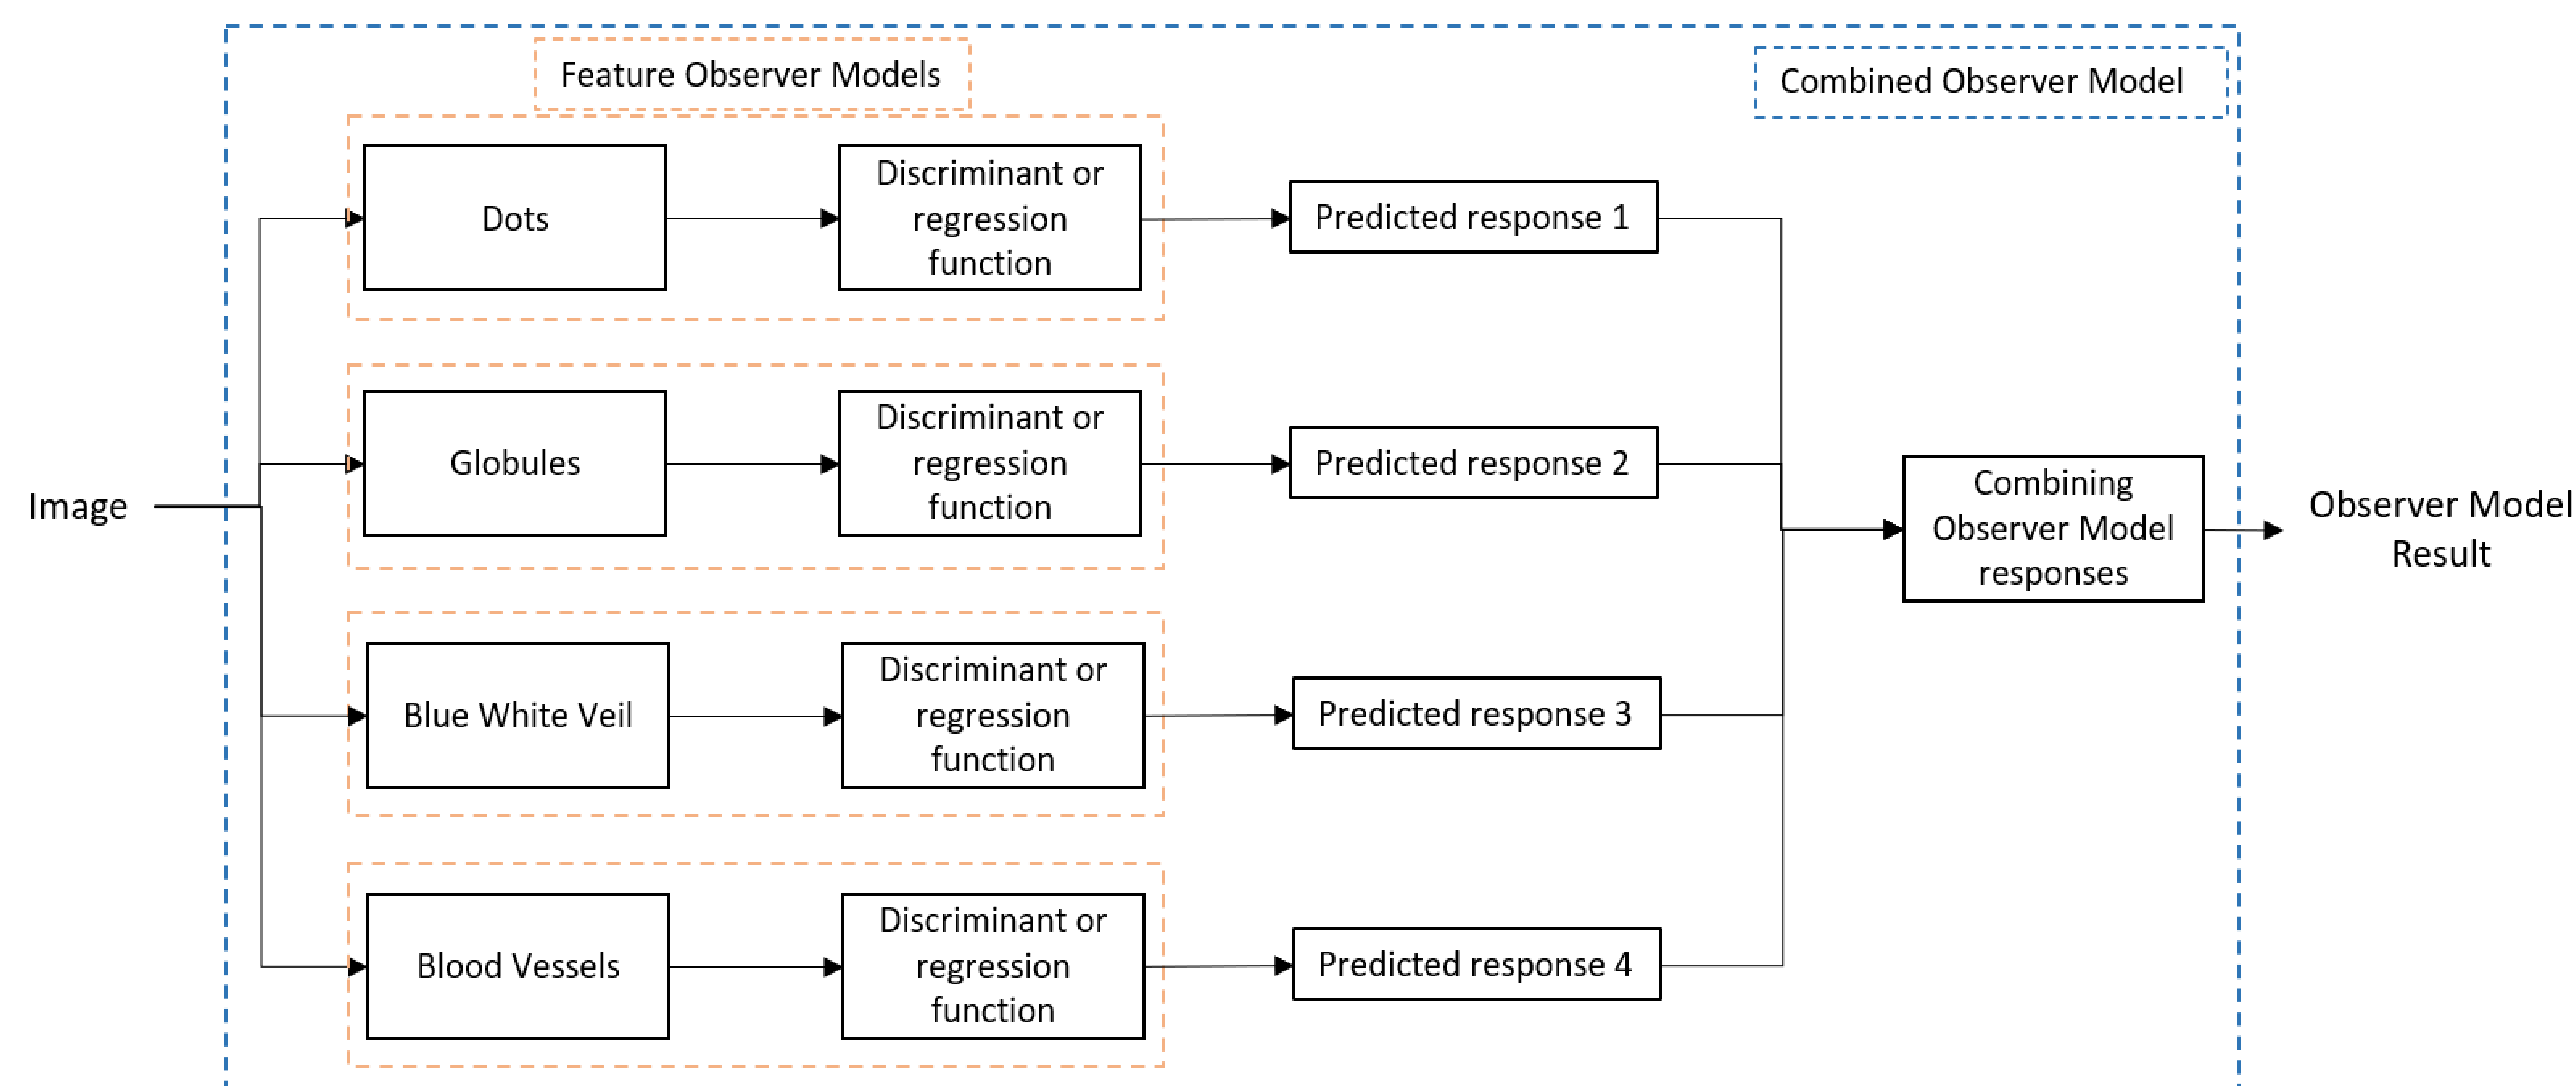 Feature Observer Models
Combined Observer Model
Dots
Discriminant or
regression
function
Predicted response 1
Globules
Discriminant or
regression
function
Predicted response 2
Image
Combining
Observer Model
responses
Observer Model
Result
Blue White Veil
Discriminant or
regression
function
Predicted response 3
Blood Vessels
Discriminant or
regression
function
Predicted response 4